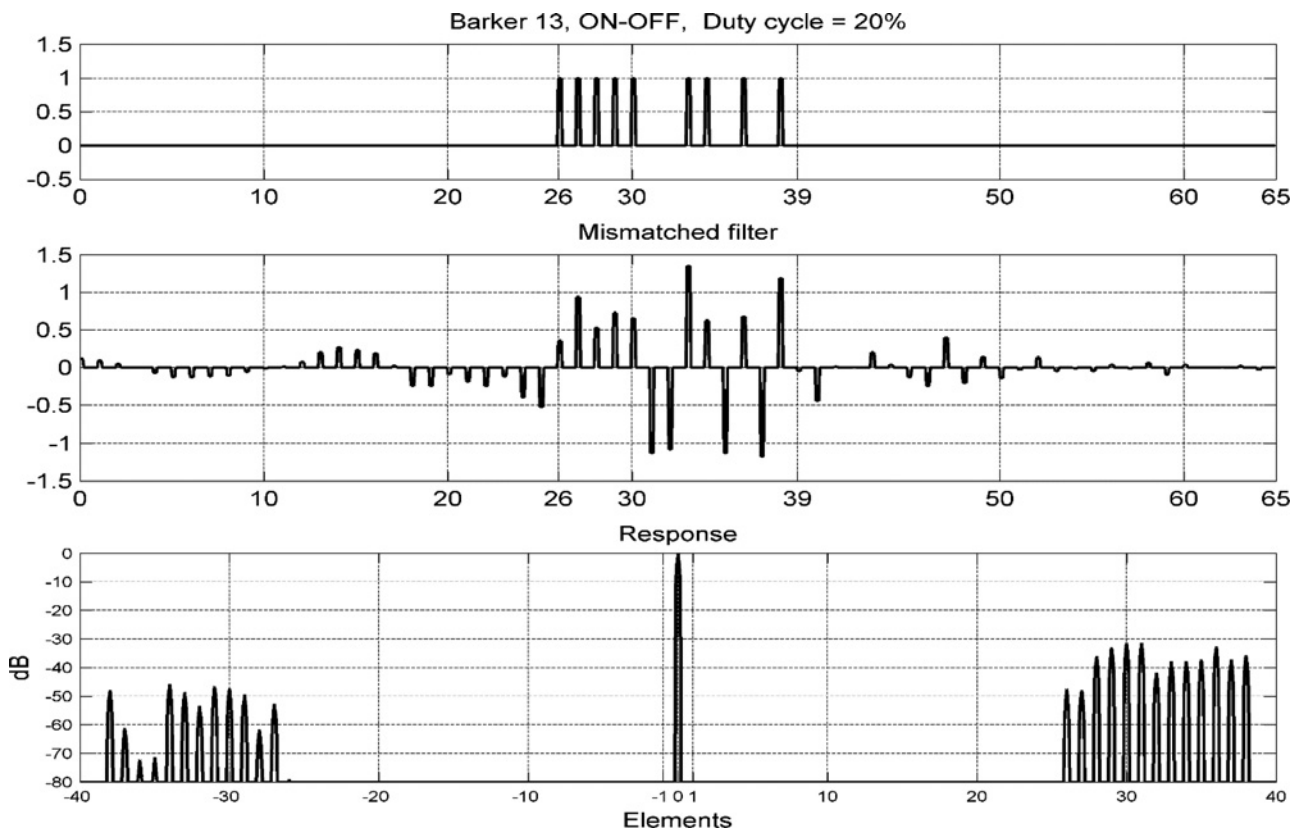 Barker 13, ON-OFF, Duty cycle = 20%
1.5
1
0.5
0
-0.5
0 10 20 26 30 39 50 60 65
Mismatched filter
1.5
1
0.5
0
-0.5
-1
-1.5
0 10 20 26 30 39 50 60 65
Response
0
-10
-20
-30
-40
-50
-60
-70
-80
dB
-40 -30 -20 -10 -1 0 1 10 20 30 40
Elements